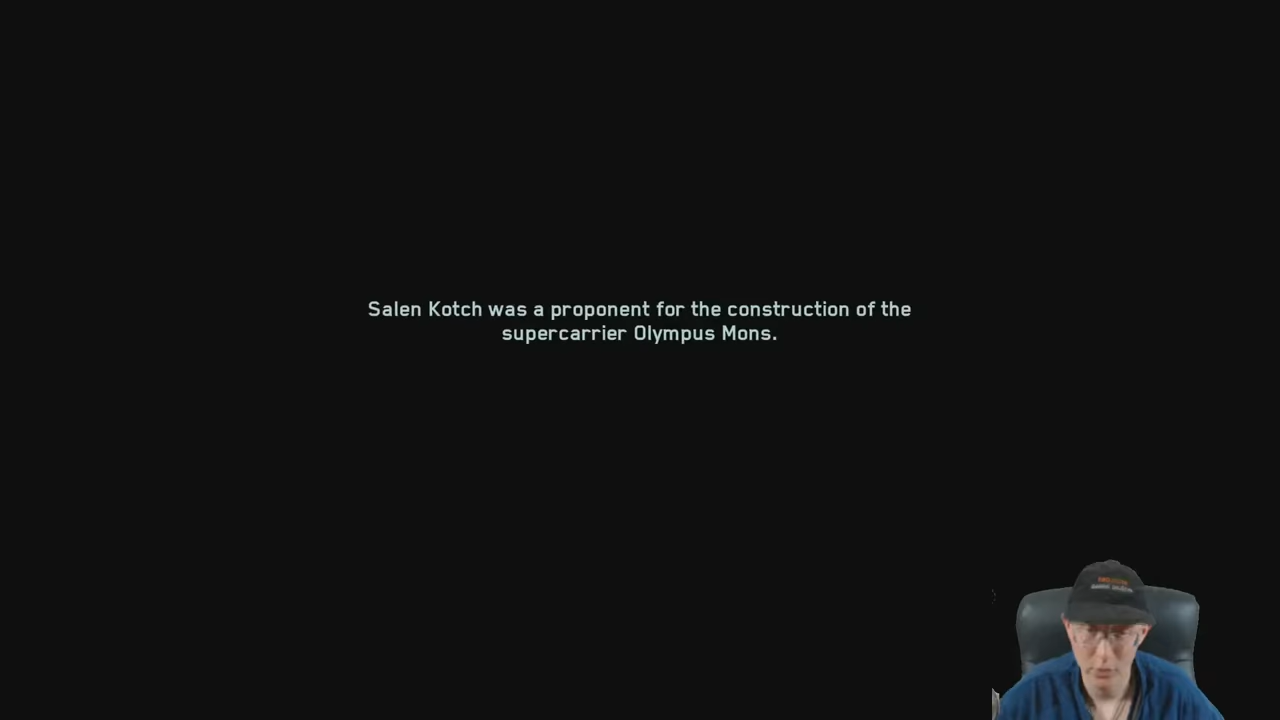 Salen Kotch was a proponent for the construction of the
supercarrier Olympus Mons.